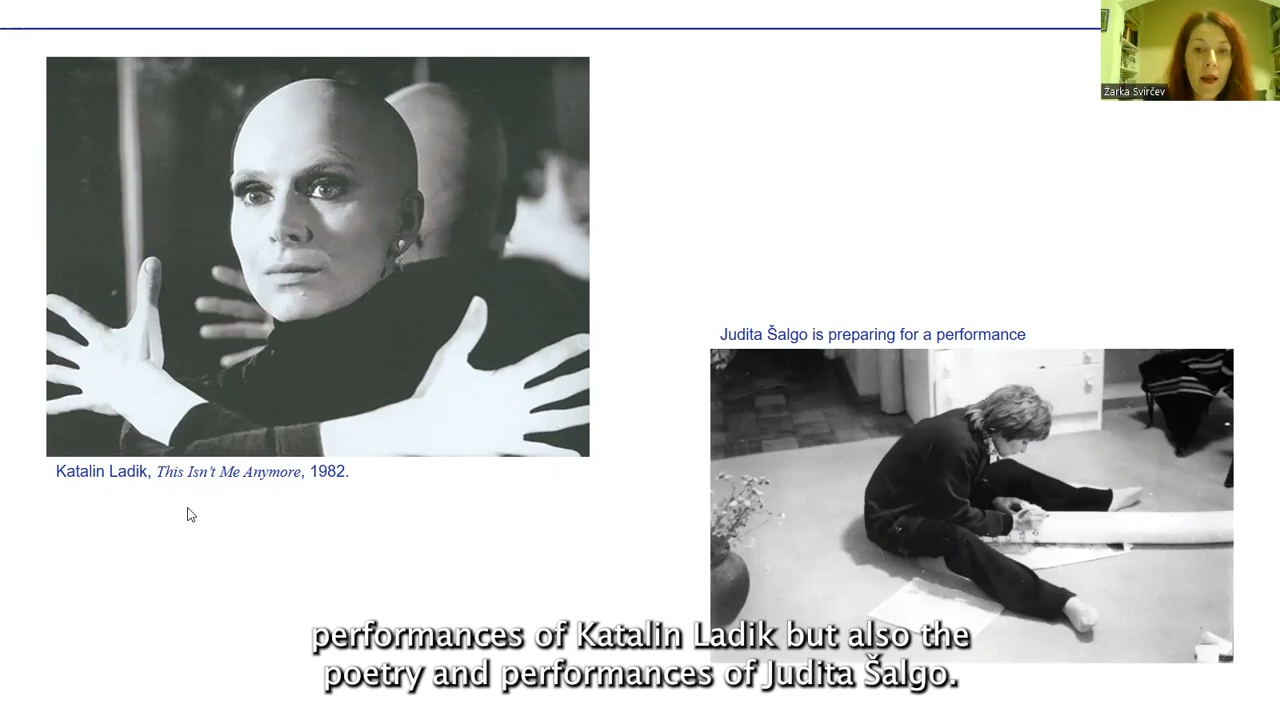 Žarka Svirčev
Judita Šalgo is preparing for a performance
Katalin Ladik, This Isn't Me Anymore, 1982.
performances of Katalin Ladik but also the
poetry and performances of Judita Šalgo.